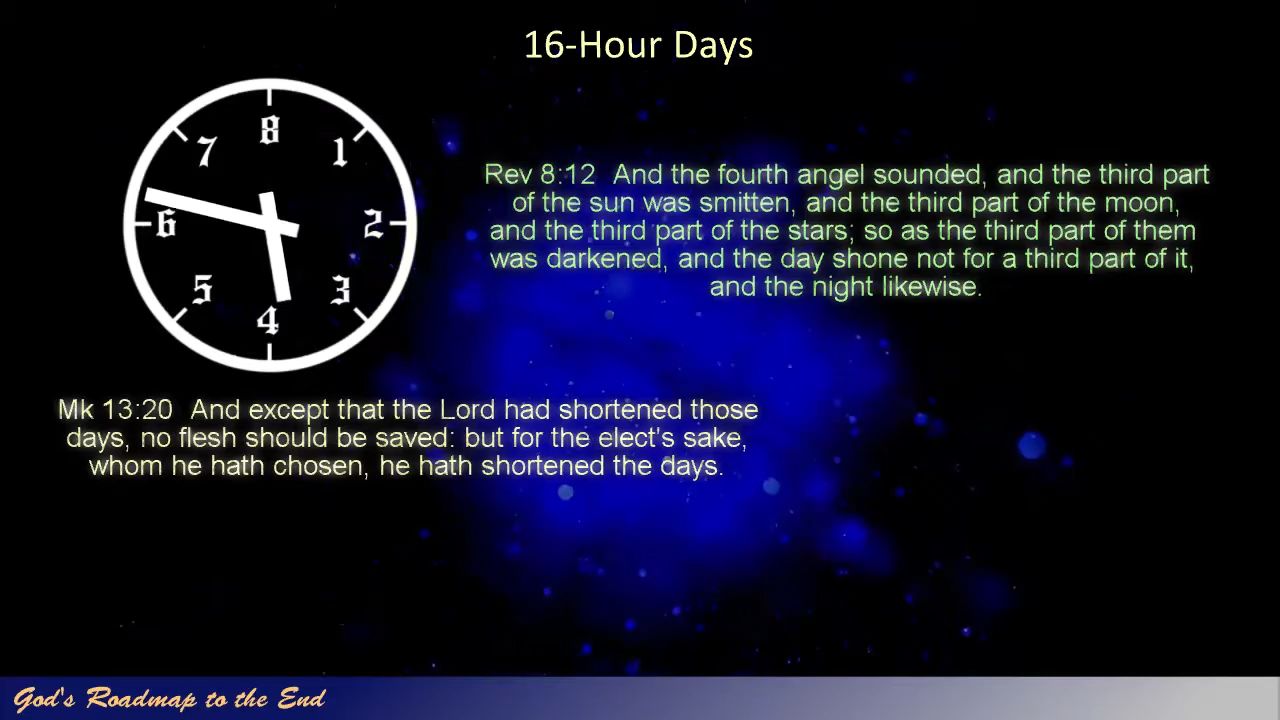 16-Hour Days
8
7
1
6
2
5
3
4
Rev 8:12 And the fourth angel sounded, and the third part
of the sun was smitten, and the third part of the moon,
and the third part of the stars; so as the third part of them
was darkened, and the day shone not for a third part of it,
and the night likewise.
Mk 13:20 And except that the Lord had shortened those
days, no flesh should be saved: but for the elect's sake,
whom he hath chosen, he hath shortened the days.
God's Roadmap to the End